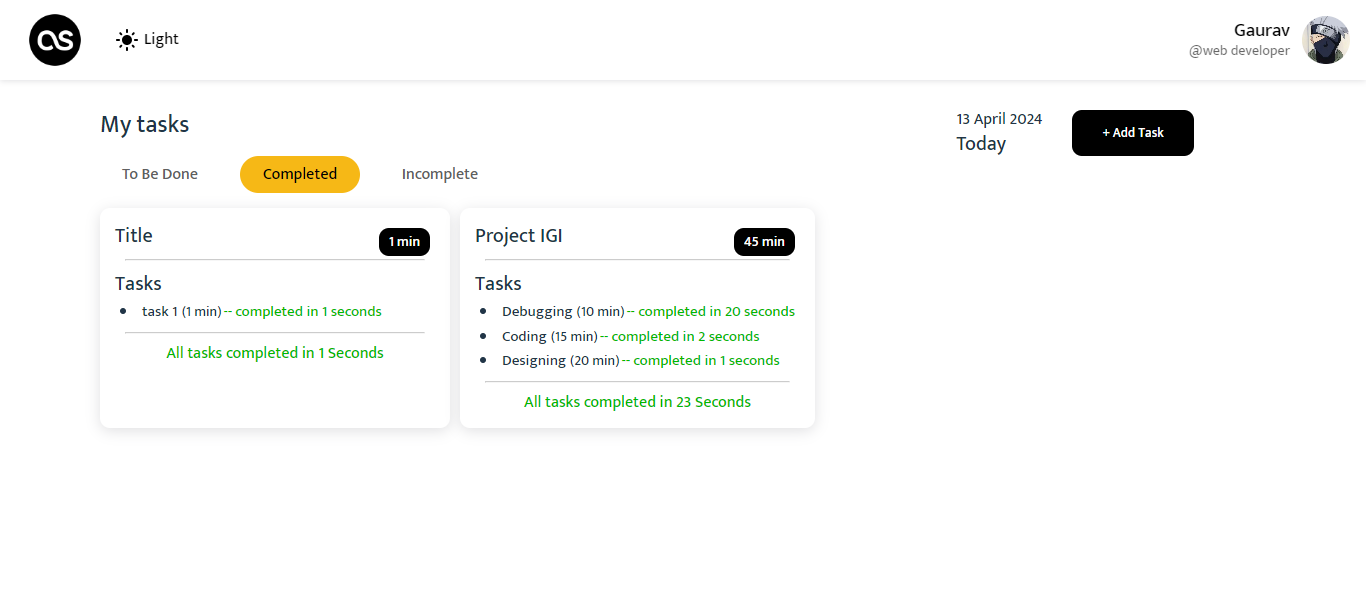 as
Light
Gaurav
@web developer
My tasks
13 April 2024
Today
+ Add Task
To Be Done
Completed
Incomplete
Title
1 min
Tasks
task 1 (1 min) -- completed in 1 seconds
All tasks completed in 1 Seconds
Project IGI
45 min
Tasks
Debugging (10 min) -- completed in 20 seconds
Coding (15 min) -- completed in 2 seconds
Designing (20 min) -- completed in 1 seconds
All tasks completed in 23 Seconds